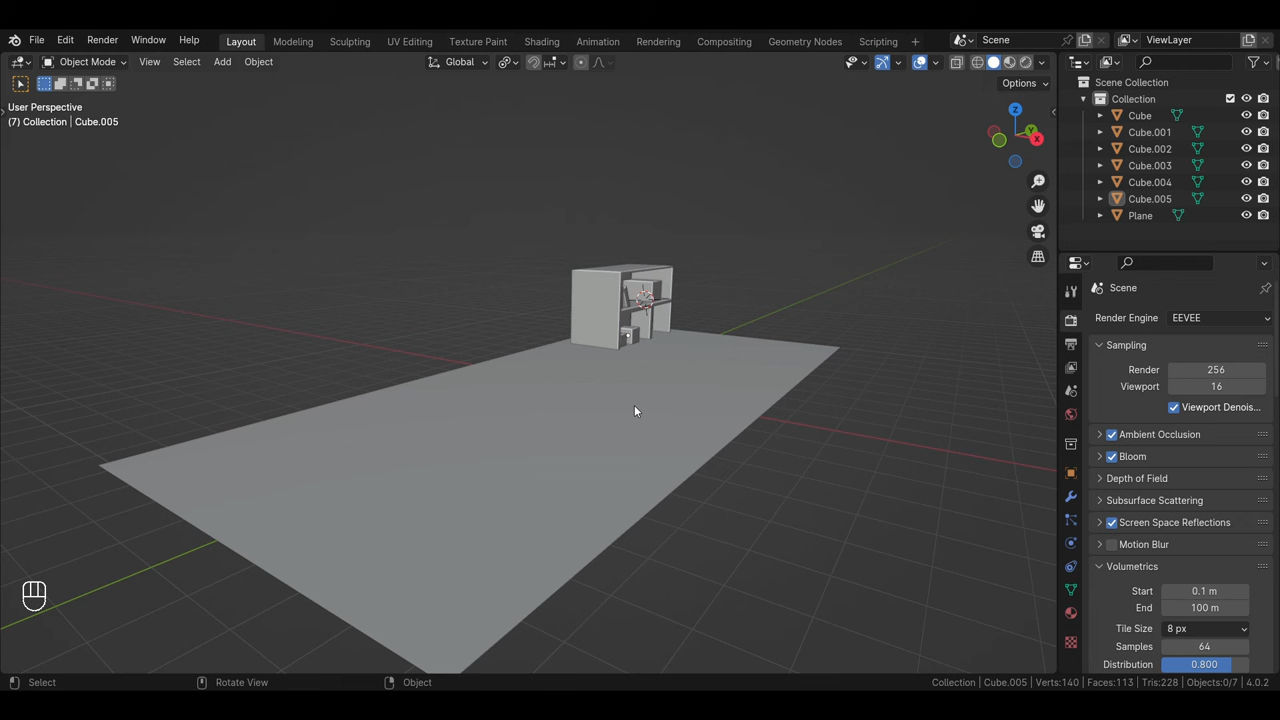 File Edit Render Window Help Layout Modeling Sculpting UV Editing Texture Paint Shading Animation Rendering Compositing Geometry Nodes Scripting + Scene ViewLayer
Object Mode View Select Add Object Global
Options
User Perspective
(7) Collection | Cube.005
Z
Y
X
Scene Collection
Collection
Cube
Cube.001
Cube.002
Cube.003
Cube.004
Cube.005
Plane
Scene
Render Engine EEVEE
Sampling
Render 256
Viewport 16
Viewport Denois...
Ambient Occlusion
Bloom
Depth of Field
Subsurface Scattering
Screen Space Reflections
Motion Blur
Volumetrics
Start 0.1 m
End 100 m
Tile Size 8 px
Samples 64
Distribution 0.800
Select Rotate View Object Collection | Cube.005 | Verts:140 | Faces:113 | Tris:228 | Objects:0/7 | 4.0.2